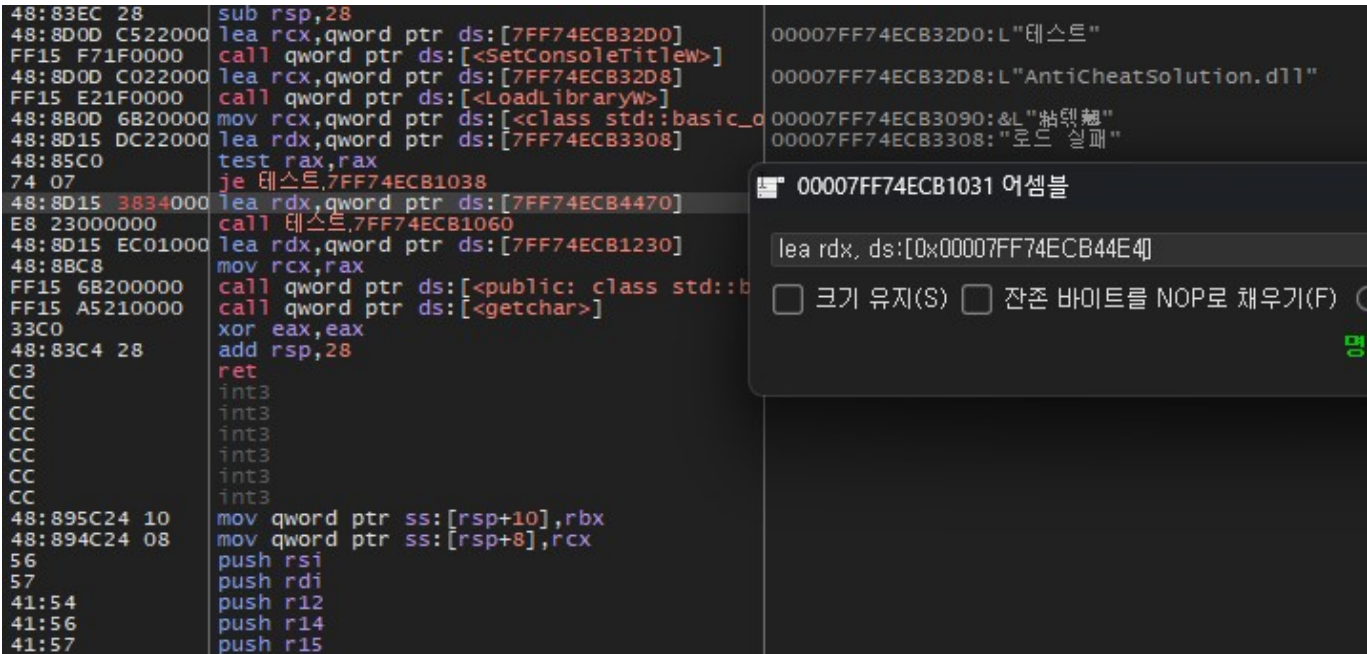 48:83EC 28 sub rsp,28
48:8D0D C522000 lea rcx,qword ptr ds:[7FF74ECB32D0] 00007FF74ECB32D0:L"테스트"
FF15 F71F0000 call qword ptr ds:[<SetConsoleTitleW>]
48:8D0D C022000 lea rcx,qword ptr ds:[7FF74ECB32D8] 00007FF74ECB32D8:L"AntiCheatSolution.dll"
FF15 E21F0000 call qword ptr ds:[<LoadLibraryW>]
48:8B0D 6B20000 mov rcx,qword ptr ds:[<class std::basic_o 00007FF74ECB3090:&L"
48:8D15 DC22000 lea rdx,qword ptr ds:[7FF74ECB3308] 00007FF74ECB3308:"로드 실패"
48:85C0 test rax,rax
74 07 je 테스트.7FF74ECB1038
48:8D15 3834000 lea rdx,qword ptr ds:[7FF74ECB4470]
E8 23000000 call 테스트.7FF74ECB1060
48:8D15 EC01000 lea rdx,qword ptr ds:[7FF74ECB1230]
48:8BC8 mov rcx,rax
FF15 6B200000 call qword ptr ds:[<public: class std::b
FF15 A5210000 call qword ptr ds:[<getchar>]
33C0 xor eax,eax
48:83C4 28 add rsp,28
C3 ret
CC int3
CC int3
CC int3
CC int3
CC int3
CC int3
48:895C24 10 mov qword ptr ss:[rsp+10],rbx
48:894C24 08 mov qword ptr ss:[rsp+8],rcx
56 push rsi
57 push rdi
41:54 push r12
41:56 push r14
41:57 push r15
00007FF74ECB1031 어셈블
lea rdx, ds:[0x00007FF74ECB44E4]
크기 유지(S) 잔존 바이트를 NOP로 채우기(F)
명